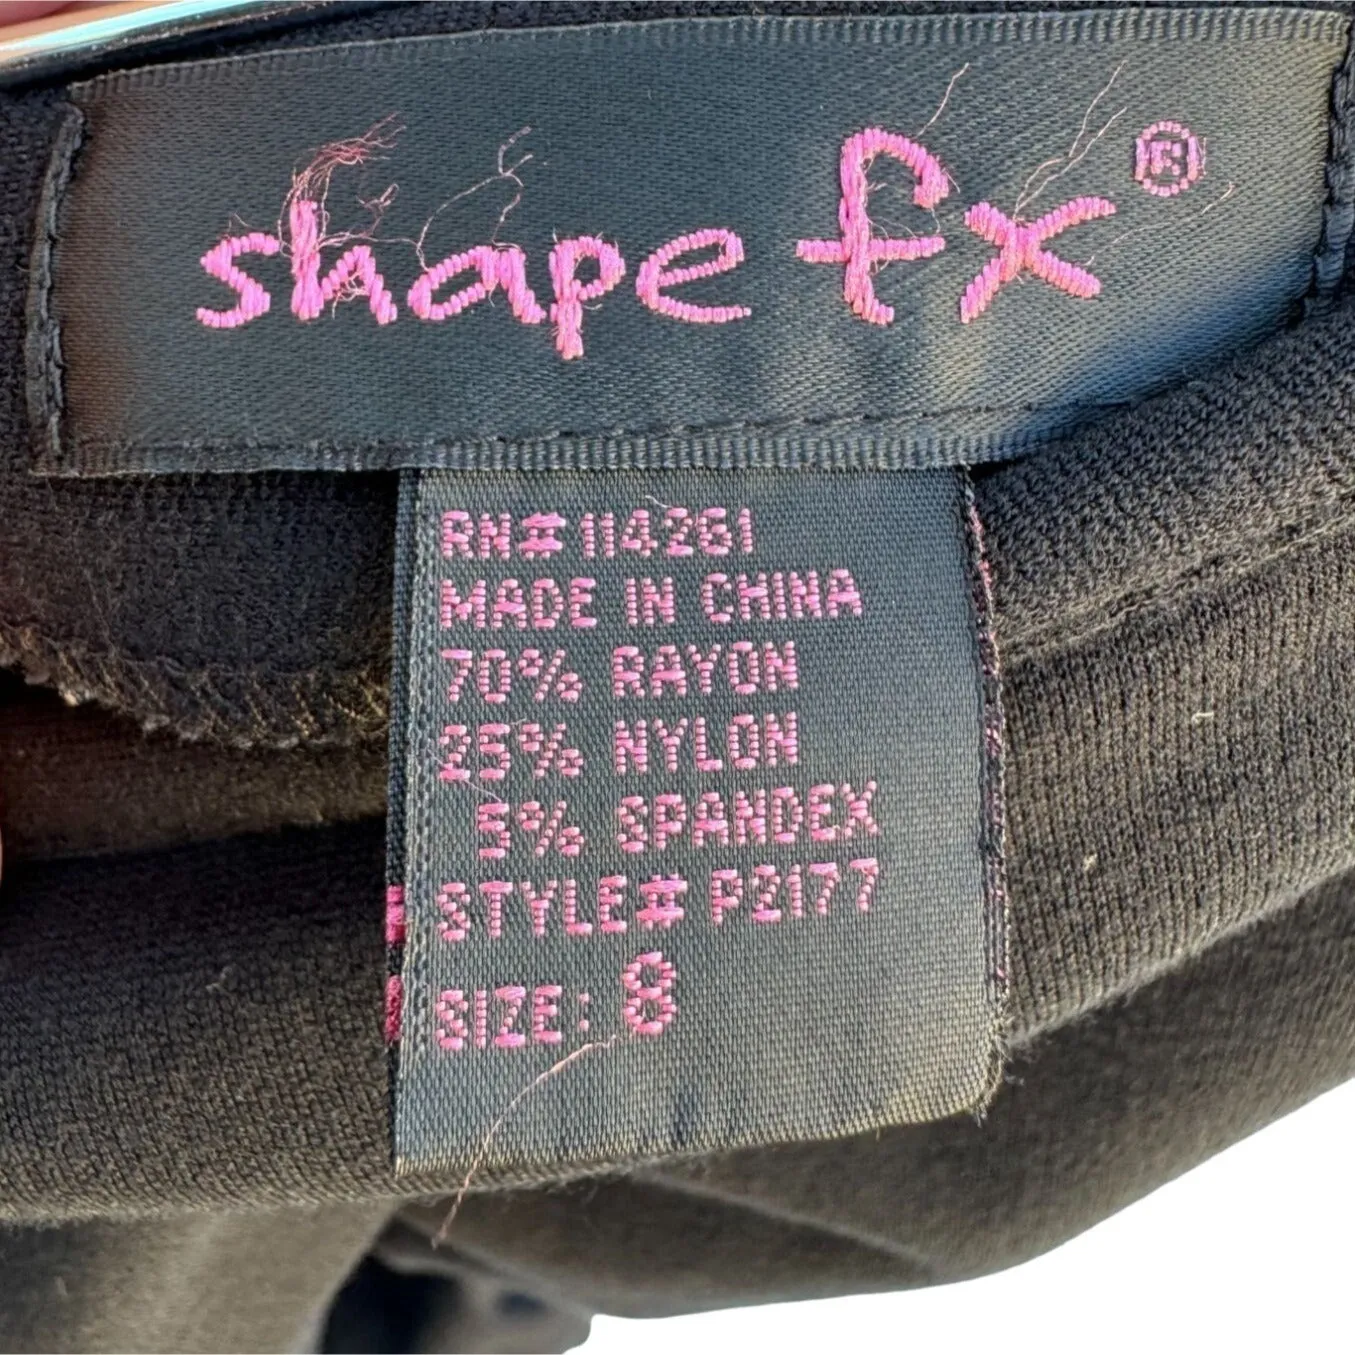 shape fx®
RN# 114261
MADE IN CHINA
70% RAYON
25% NYLON
5% SPANDEX
STYLE# P2177
SIZE: 8